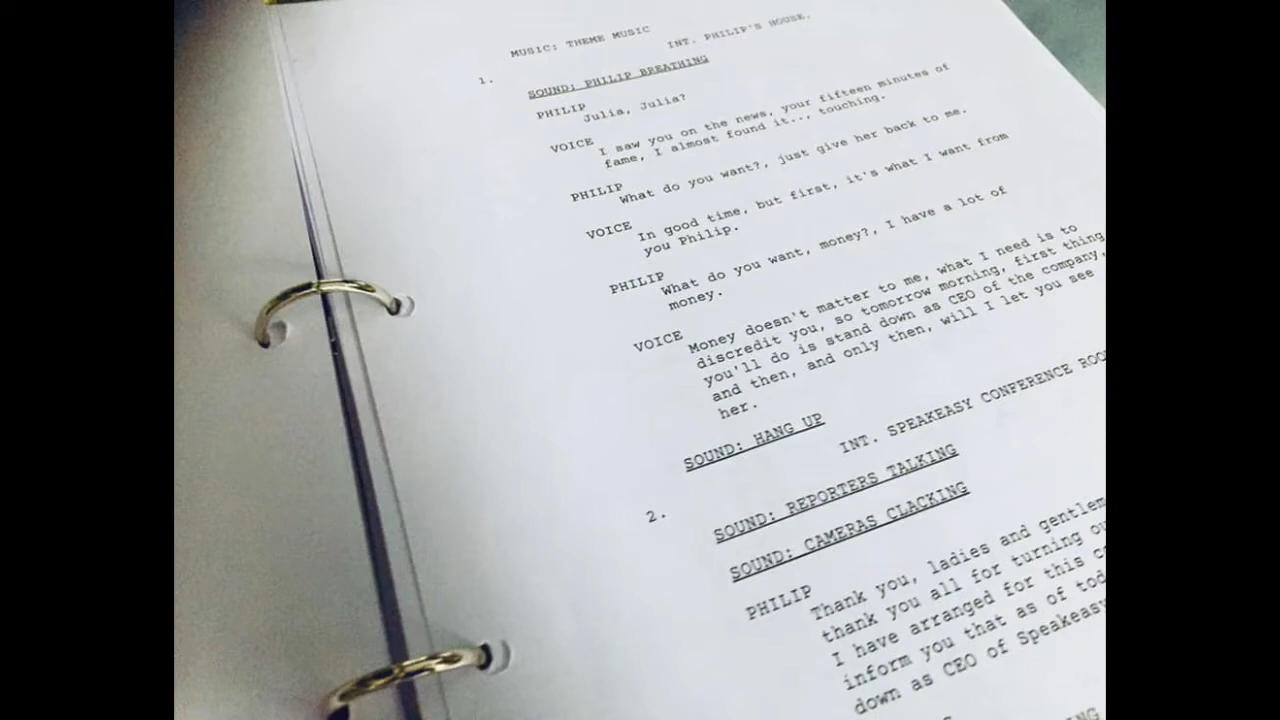 MUSIC: THEME MUSIC
INT. PHILIP'S HOUSE.
1.
SOUND: PHILIP BREATHING
PHILIP
Julia, Julia?
VOICE
I saw you on the news, your fifteen minutes of
fame, I almost found it..., touching.
PHILIP
What do you want?, just give her back to me.
VOICE
In good time, but first, it's what I want from
you Philip.
PHILIP
What do you want, money?, I have a lot of
money.
VOICE
Money doesn't matter to me, what I need is to
discredit you, so tomorrow morning, first thing
you'll do is stand down as CEO of the company,
and then, and only then, will I let you see
her.
SOUND: HANG UP
INT. SPEAKEASY CONFERENCE
2.
SOUND: REPORTERS TALKING
SOUND: CAMERAS CLACKING
PHILIP
Thank you, ladies and
thank you all for turning
I have arranged for this
inform you that as of
down as CEO of Speakeasy